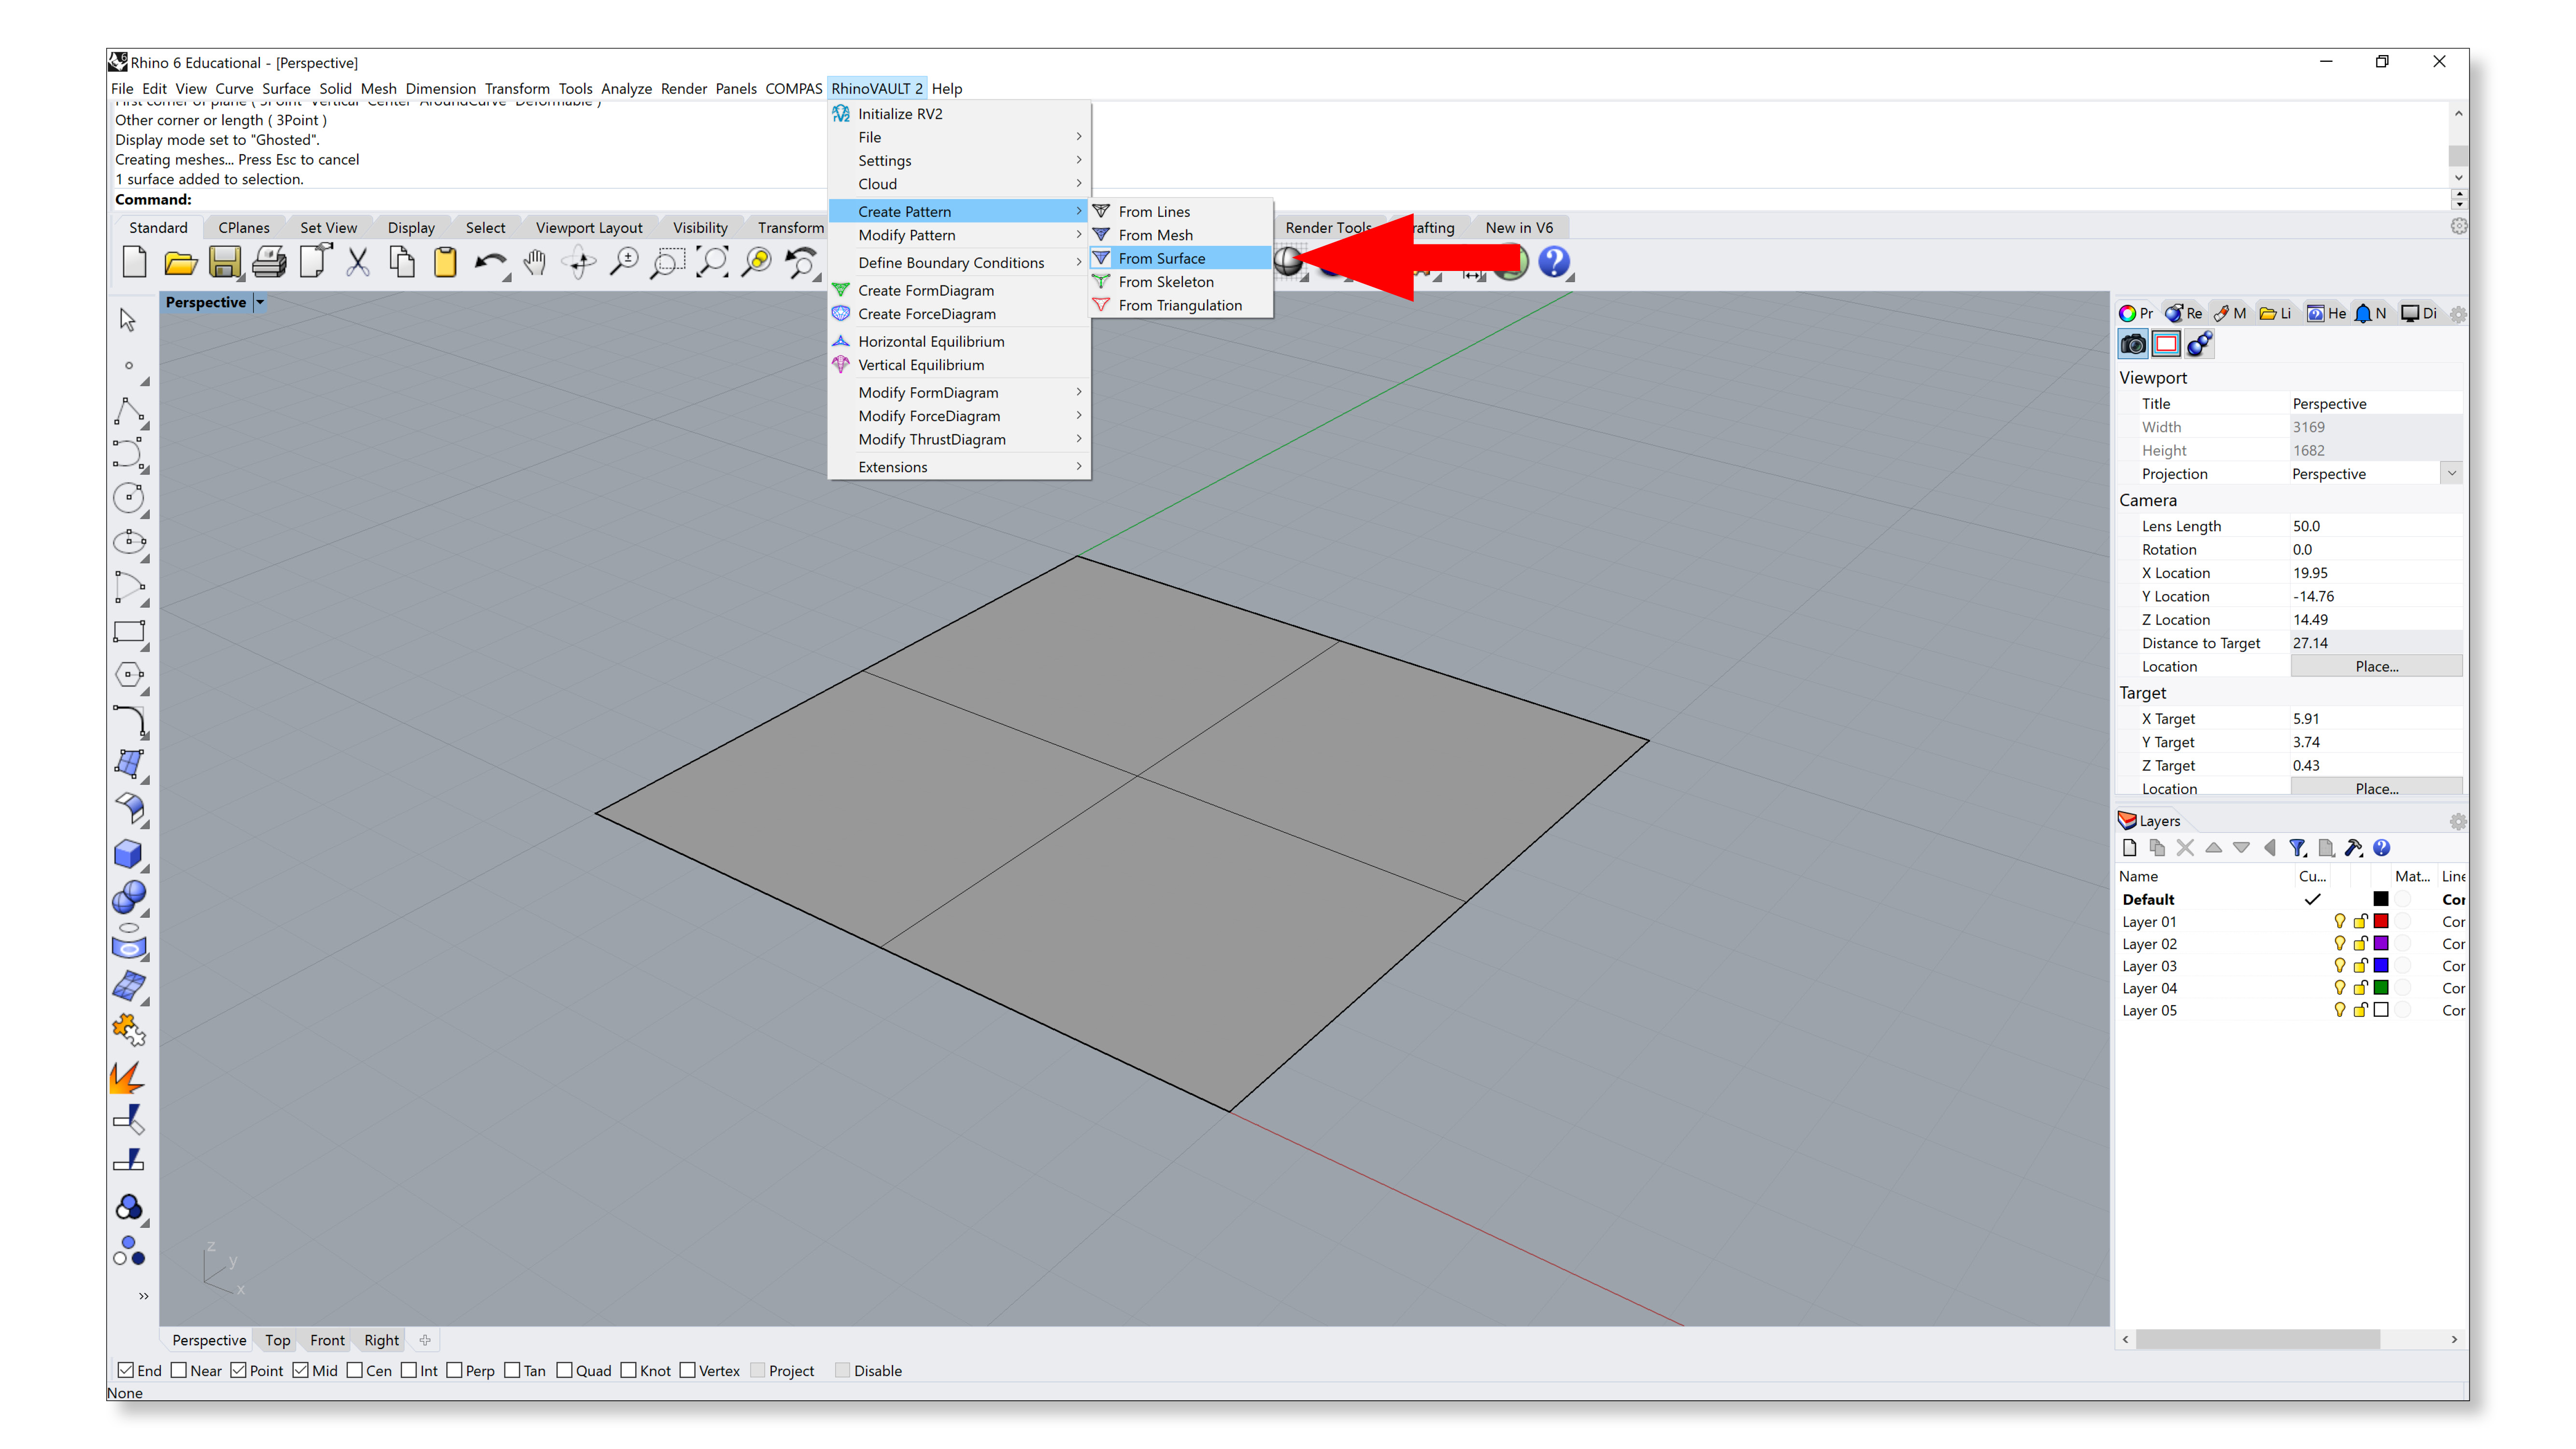 Rhino 6 Educational - [Perspective]
File Edit View Curve Surface Solid Mesh Dimension Transform Tools Analyze Render Panels COMPAS RhinoVAULT 2 Help
First corner of plane ( 3Point Vertical Center AroundCurve Deformable )
Other corner or length ( 3Point )
Display mode set to "Ghosted".
Creating meshes... Press Esc to cancel
1 surface added to selection.
Command:
Standard CPlanes Set View Display Select Viewport Layout Visibility Transform Render Tools rafting New in V6
Initialize RV2
File
Settings
Cloud
Create Pattern
Modify Pattern
Define Boundary Conditions
Create FormDiagram
Create ForceDiagram
Horizontal Equilibrium
Vertical Equilibrium
Modify FormDiagram
Modify ForceDiagram
Modify ThrustDiagram
Extensions
From Lines
From Mesh
From Surface
From Skeleton
From Triangulation
Perspective
z
y
x
Pr Re M Li He N Di
Viewport
Title Perspective
Width 3169
Height 1682
Projection Perspective
Camera
Lens Length 50.0
Rotation 0.0
X Location 19.95
Y Location -14.76
Z Location 14.49
Distance to Target 27.14
Location Place...
Target
X Target 5.91
Y Target 3.74
Z Target 0.43
Location Place...
Layers
Name Cu... Mat... Line
Default Cor
Layer 01 Cor
Layer 02 Cor
Layer 03 Cor
Layer 04 Cor
Layer 05 Cor
Perspective Top Front Right
End Near Point Mid Cen Int Perp Tan Quad Knot Vertex Project Disable
None